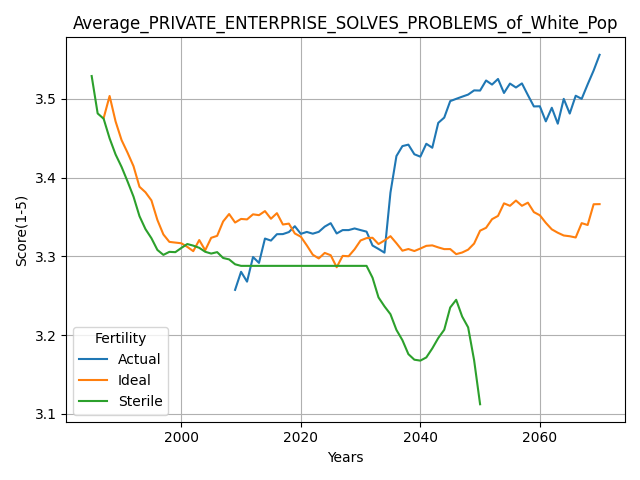 Average_PRIVATE_ENTERPRISE_SOLVES_PROBLEMS_of_White_Pop
Score(1-5)
3.5
3.4
3.3
3.2
3.1
Fertility
Actual
Ideal
Sterile
2000 2020 2040 2060
Years